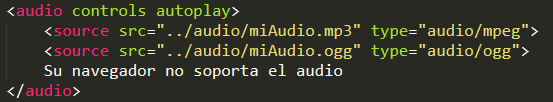 <audio controls autoplay>
    <source src="../audio/miAudio.mp3" type="audio/mpeg">
    <source src="../audio/miAudio.ogg" type="audio/ogg">
    Su navegador no soporta el audio
</audio>